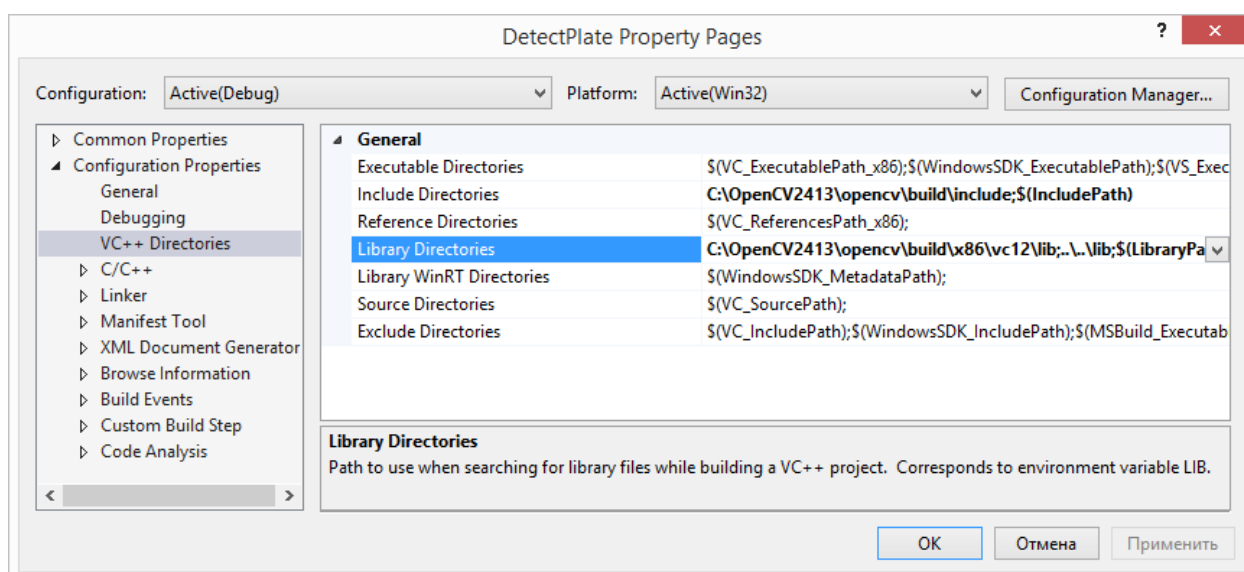 DetectPlate Property Pages
? ×
Configuration: Active(Debug) Platform: Active(Win32) Configuration Manager...
Common Properties
Configuration Properties
General
Debugging
VC++ Directories
C/C++
Linker
Manifest Tool
XML Document Generator
Browse Information
Build Events
Custom Build Step
Code Analysis
General
Executable Directories $(VC_ExecutablePath_x86);$(WindowsSDK_ExecutablePath);$(VS_Exec
Include Directories C:\OpenCV2413\opencv\build\include;$(IncludePath)
Reference Directories $(VC_ReferencesPath_x86);
Library Directories C:\OpenCV2413\opencv\build\x86\vc12\lib;..\..\lib;$(LibraryPa
Library WinRT Directories $(WindowsSDK_MetadataPath);
Source Directories $(VC_SourcePath);
Exclude Directories $(VC_IncludePath);$(WindowsSDK_IncludePath);$(MSBuild_Executab
Library Directories
Path to use when searching for library files while building a VC++ project.  Corresponds to environment variable LIB.
OK Отмена Применить